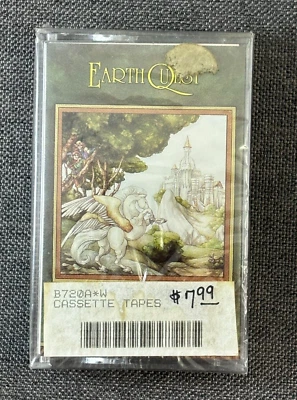 EARTH QUEST
B720A*W
CASSETTE TAPES $7.99